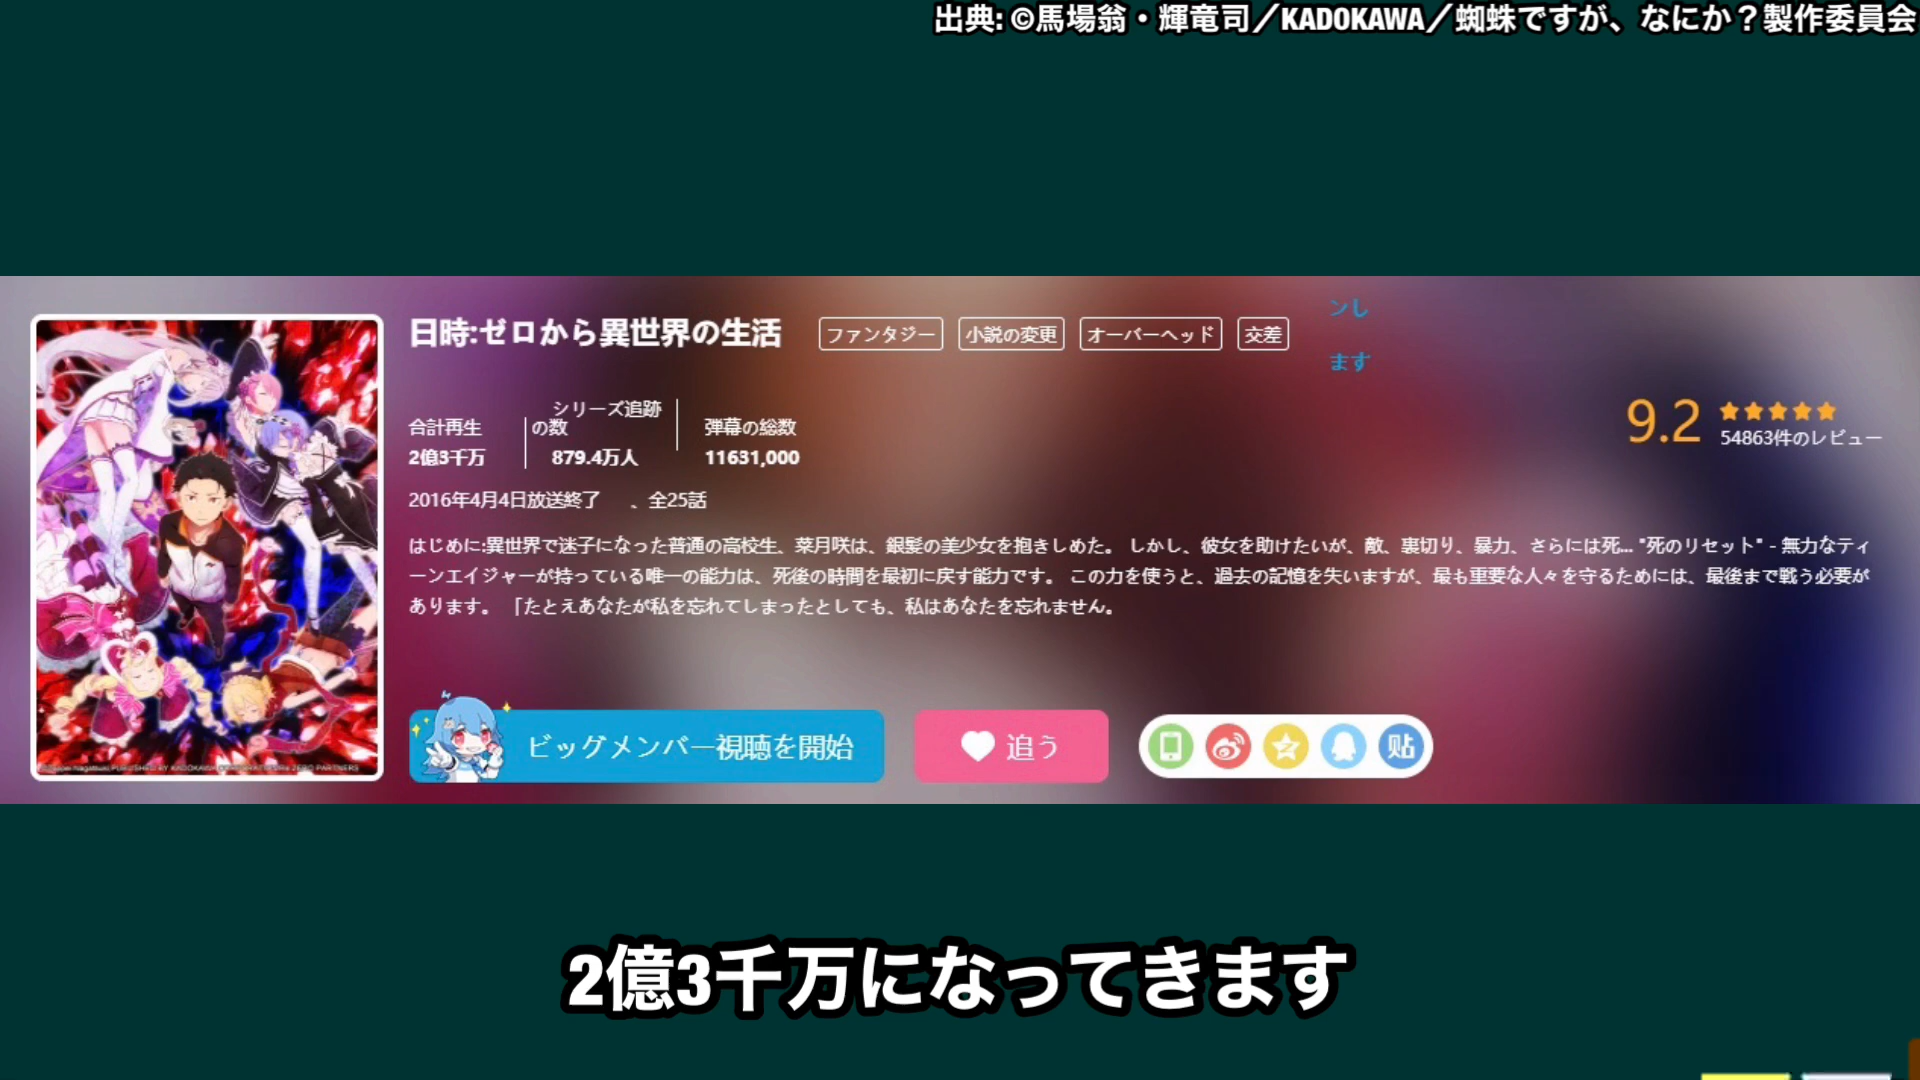 出典: ©馬場翁・輝竜司／KADOKAWA／蜘蛛ですが、なにか？製作委員会
日時:ゼロから異世界の生活
ファンタジー
小説の変更
オーバーヘッド
交差
ンし
ます
合計再生
シリーズ追跡
の数
弾幕の総数
2億3千万
879.4万人
11631,000
9.2
54863件のレビュー
2016年4月4日放送終了 、全25話
はじめに:異世界で迷子になった普通の高校生、菜月咲は、銀髪の美少女を抱きしめた。 しかし、彼女を助けたいが、敵、裏切り、暴力、さらには死... "死のリセット" - 無力なティ
ーンエイジャーが持っている唯一の能力は、死後の時間を最初に戻す能力です。 この力を使うと、過去の記憶を失いますが、最も重要な人々を守るためには、最後まで戦う必要が
あります。 「たとえあなたが私を忘れてしまったとしても、私はあなたを忘れません。
ビッグメンバー視聴を開始
追う
贴
2億3千万になってきます